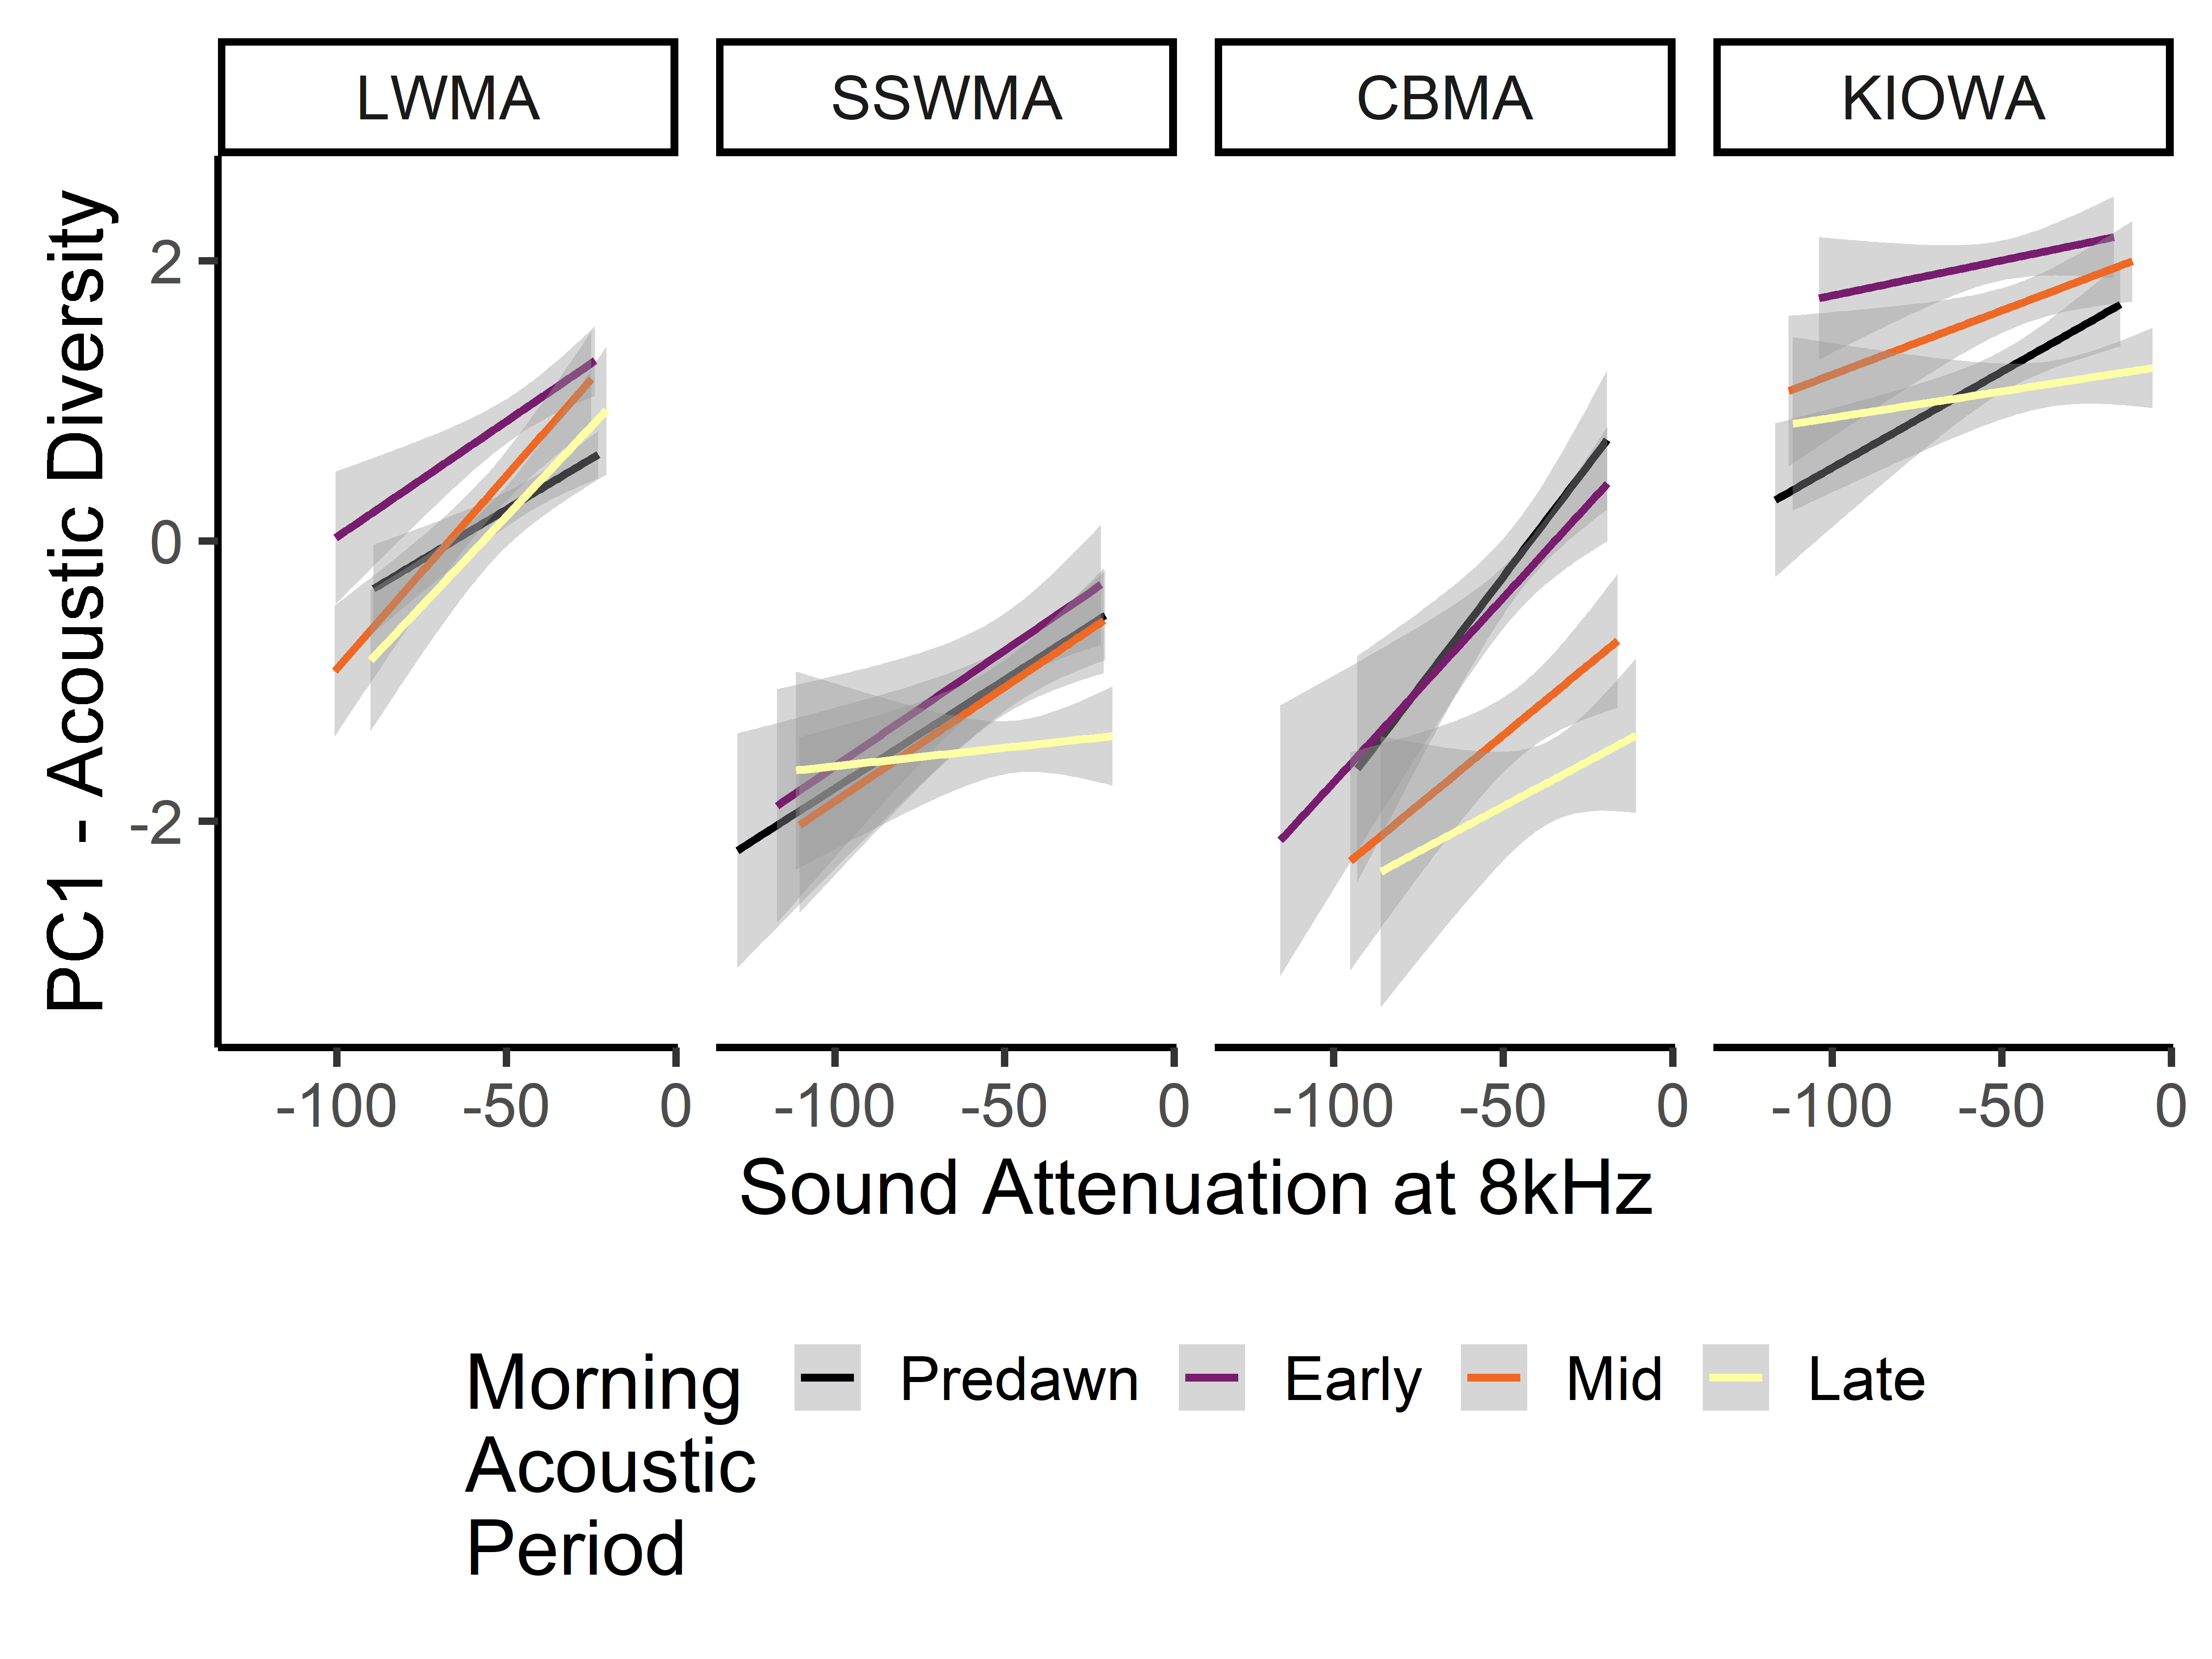 LWMA SSWMA CBMA KIOWA
PC1 - Acoustic Diversity
2
0
-2
-100 -50 0 -100 -50 0 -100 -50 0 -100 -50 0
Sound Attenuation at 8kHz
Morning
Acoustic
Period
Predawn Early Mid Late